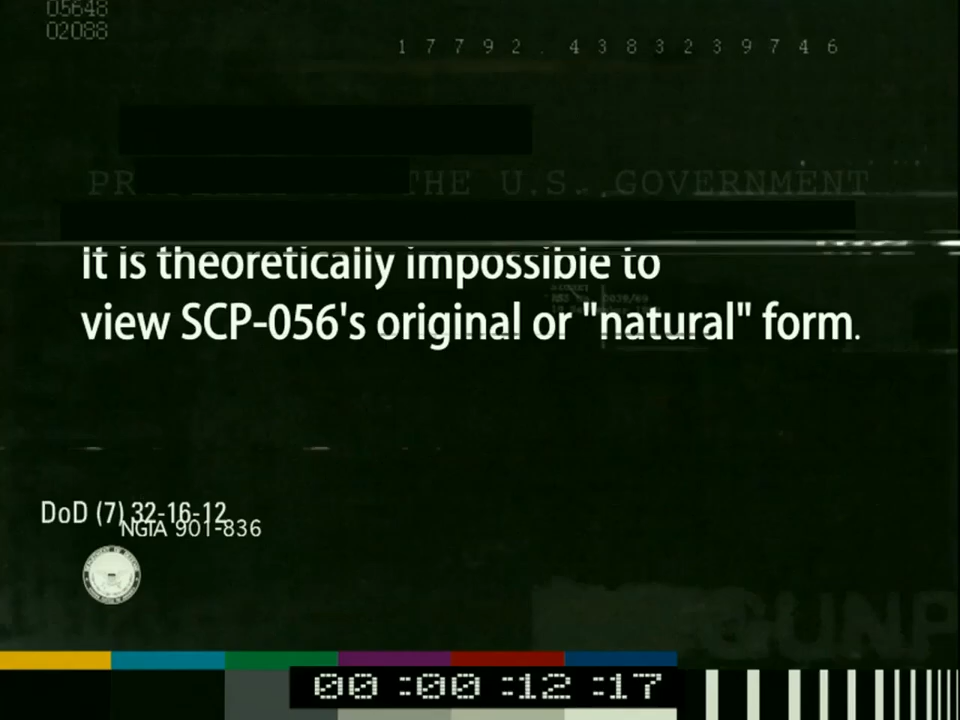 05648
02088
1 7 7 9 2 . 4 3 8 3 2 3 9 7 4 6
PR THE U.S. GOVERNMENT
It is theoretically impossible to
view SCP-056's original or "natural" form.
DoD (7) 32-16-12
NGIA 901-836
GUNP
00 :00 :12 :17